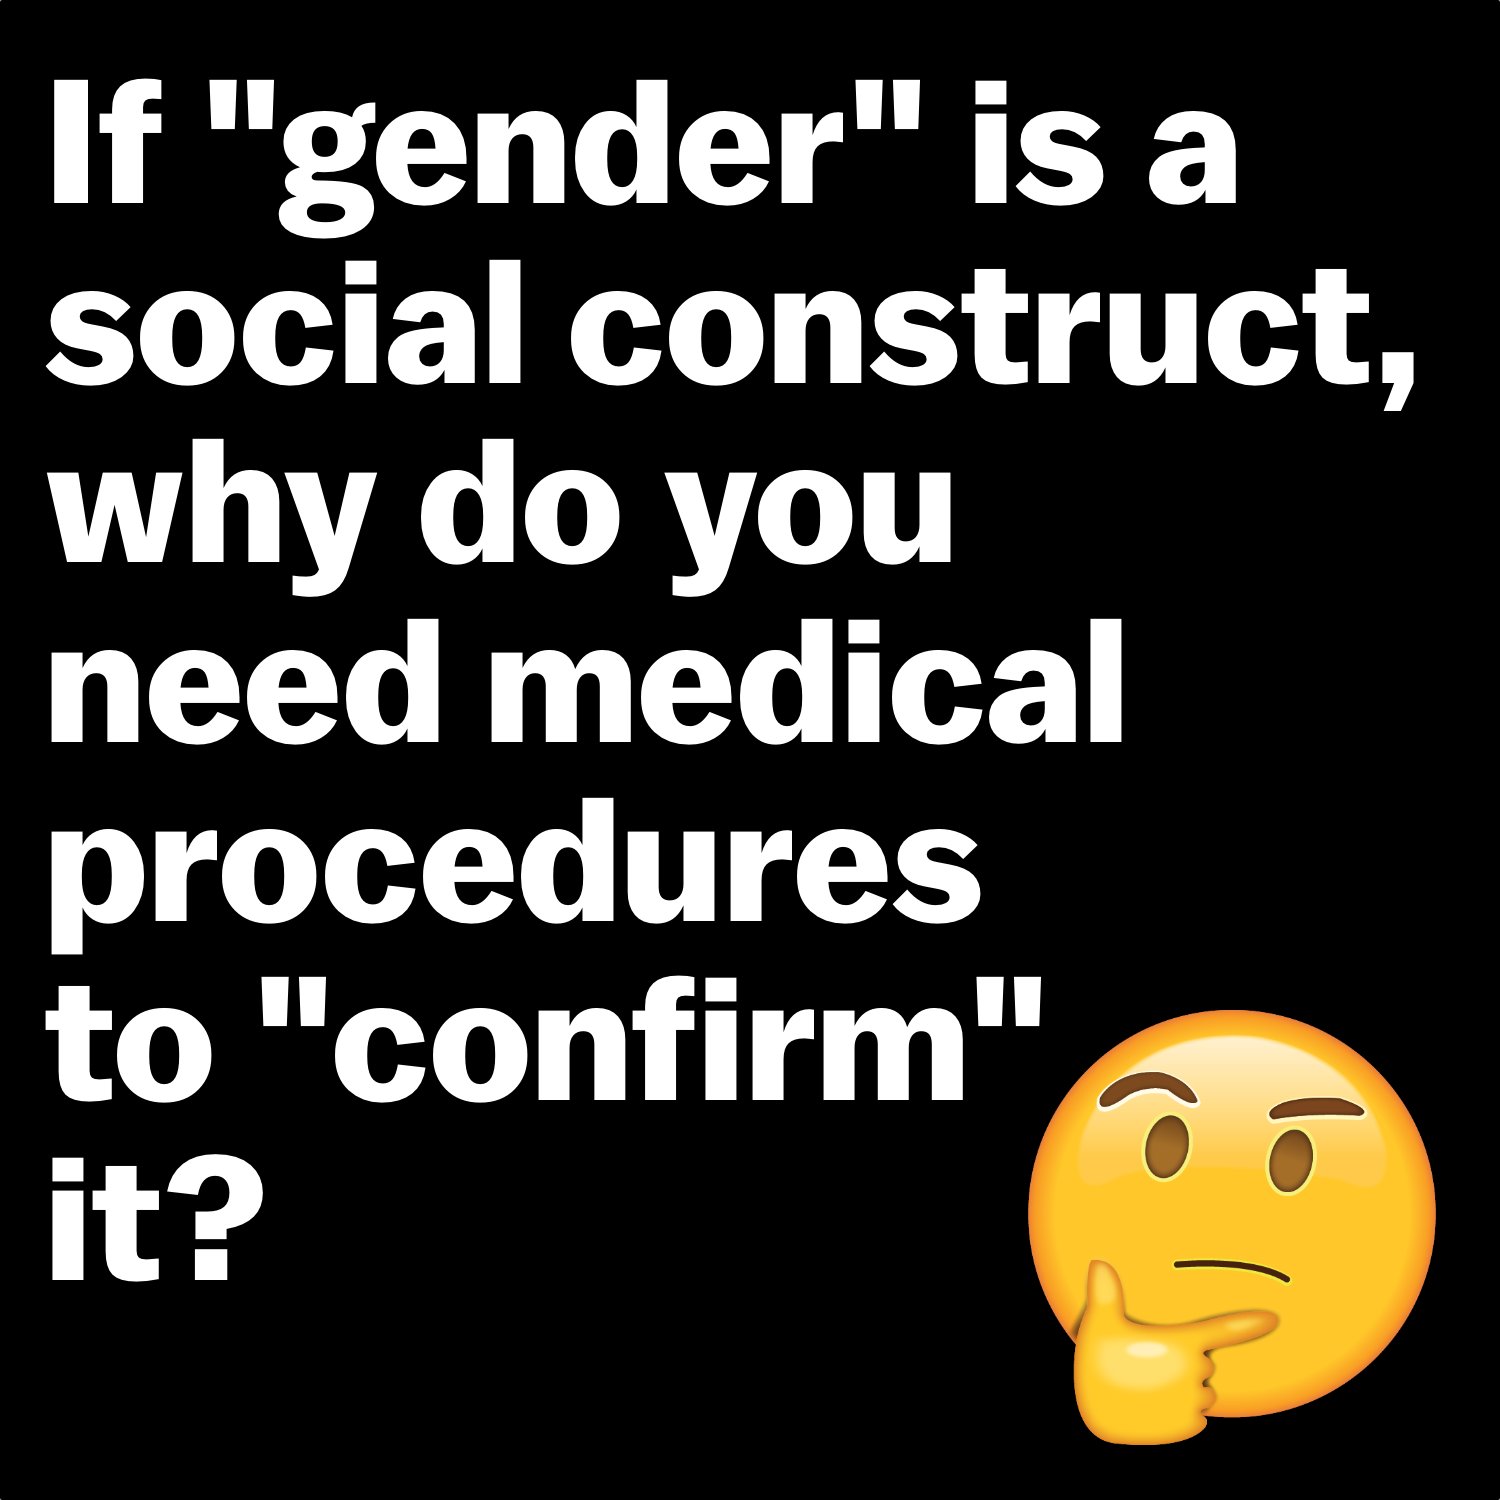 If "gender" is a
social construct,
why do you
need medical
procedures
to "confirm"
it?